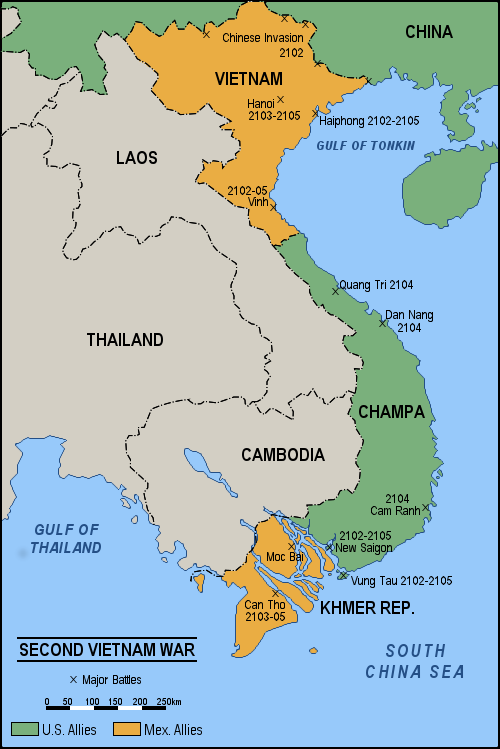 CHINA
Chinese Invasion
2102
VIETNAM
Hanoi
2103-2105
Haiphong 2102-2105
GULF OF TONKIN
LAOS
2102-05
Vinh
Quang Tri 2104
Dan Nang
2104
THAILAND
CHAMPA
CAMBODIA
2104
Cam Ranh
GULF OF
THAILAND
2102-2105
New Saigon
Moc Bai
Vung Tau 2102-2105
Can Tho
2103-05
KHMER REP.
SECOND VIETNAM WAR
SOUTH
CHINA SEA
Major Battles
0 50 100 150 200 250km
U.S. Allies
Mex. Allies